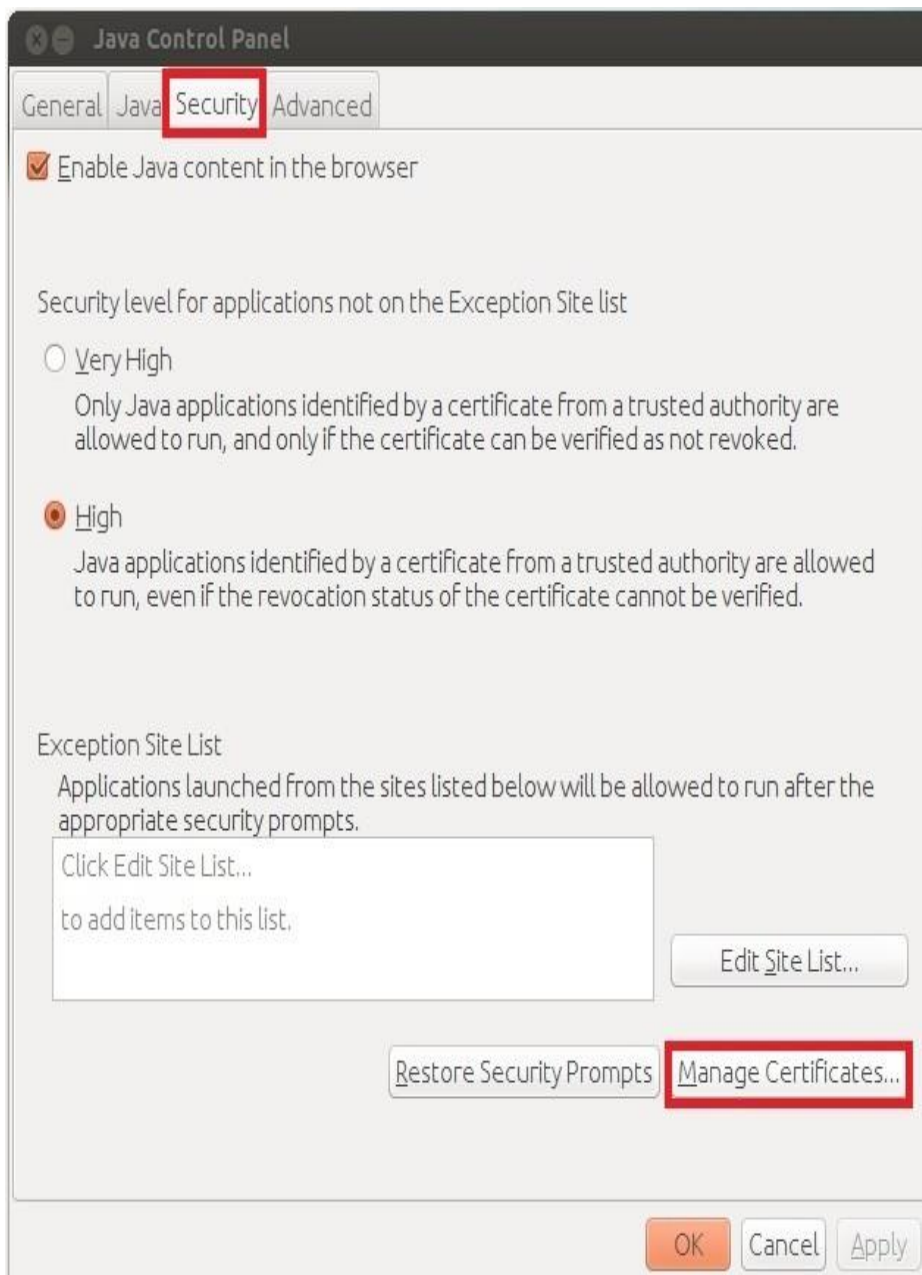 Java Control Panel
General Java Security Advanced
Enable Java content in the browser
Security level for applications not on the Exception Site list
Very High
Only Java applications identified by a certificate from a trusted authority are
allowed to run, and only if the certificate can be verified as not revoked.
High
Java applications identified by a certificate from a trusted authority are allowed
to run, even if the revocation status of the certificate cannot be verified.
Exception Site List
Applications launched from the sites listed below will be allowed to run after the
appropriate security prompts.
Click Edit Site List...
to add items to this list.
Edit Site List...
Restore Security Prompts Manage Certificates...
OK Cancel Apply